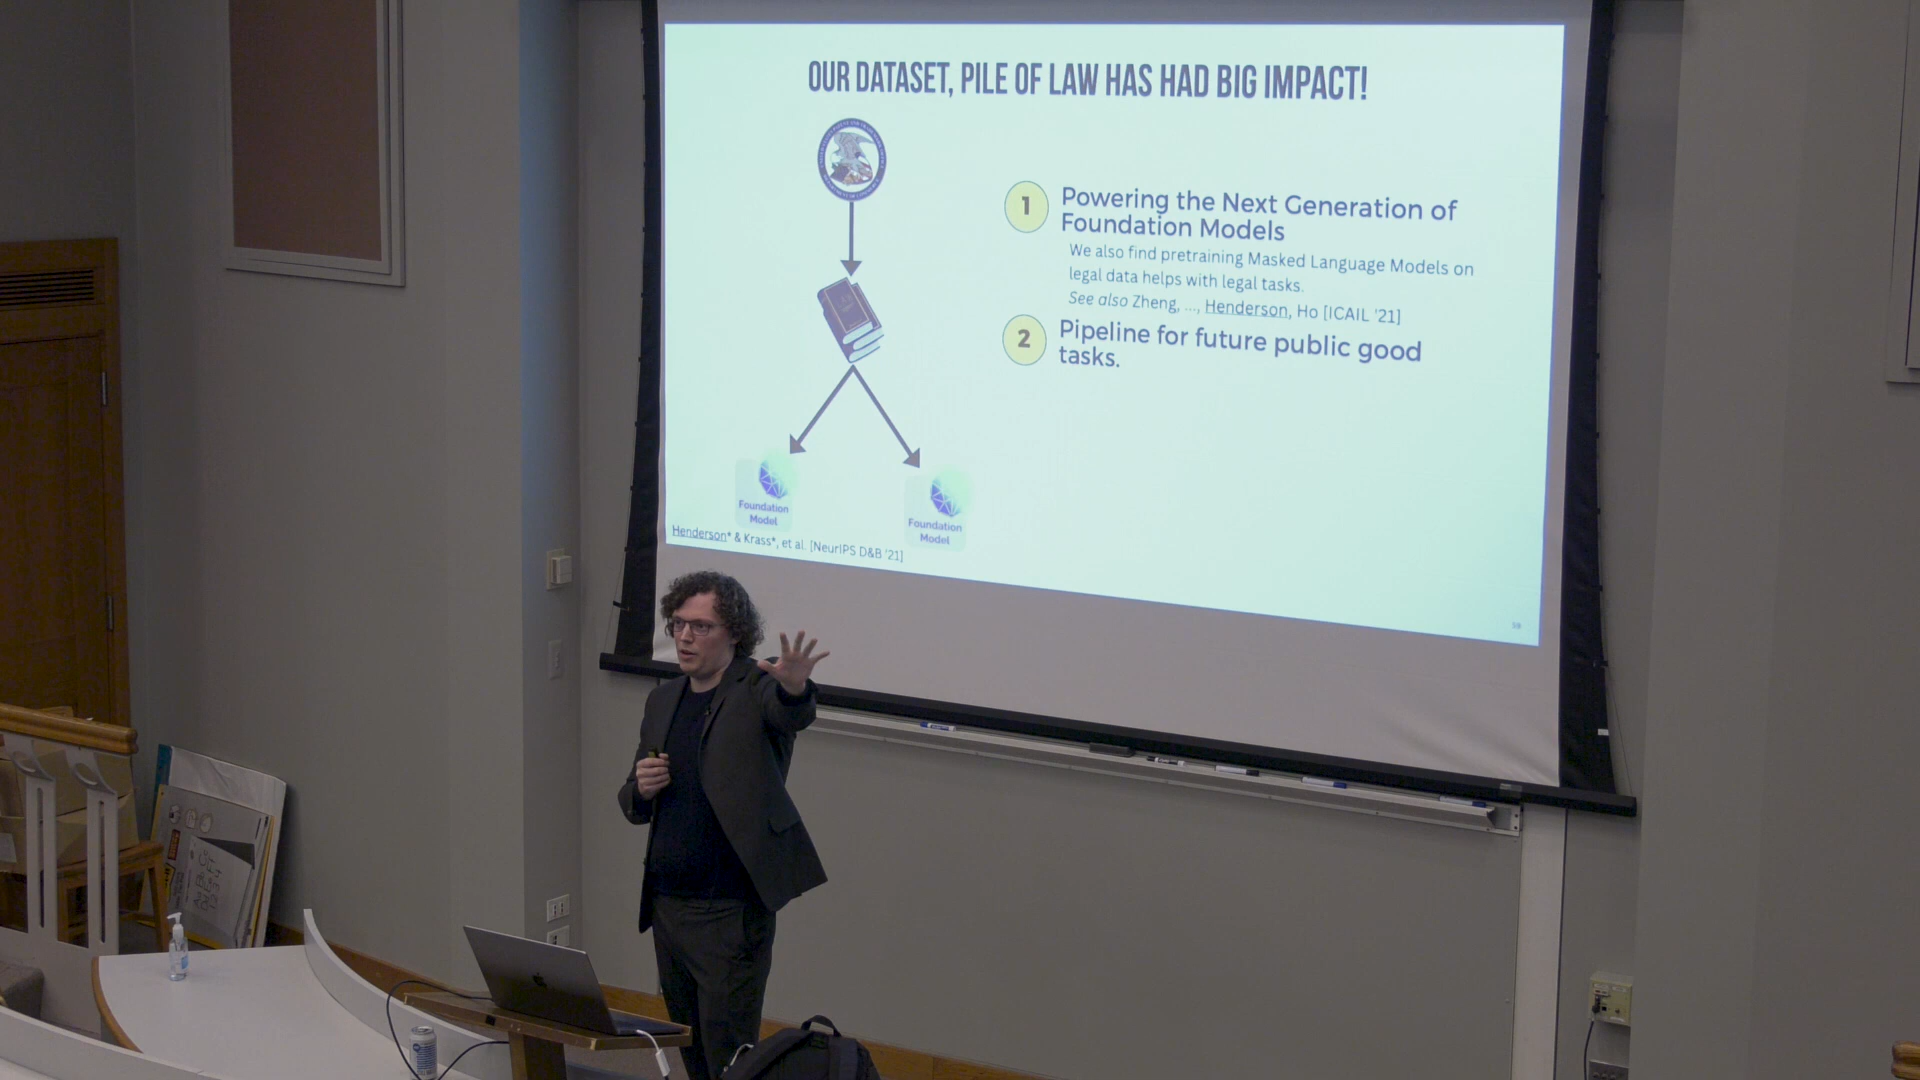 OUR DATASET, PILE OF LAW HAS HAD BIG IMPACT!
1
Powering the Next Generation of
Foundation Models
We also find pretraining Masked Language Models on
legal data helps with legal tasks.
See also Zheng, ..., Henderson, Ho [ICAIL '21]
2
Pipeline for future public good
tasks.
Foundation
Model
Foundation
Model
Henderson* & Krass*, et al. [NeurIPS D&B '21]
59